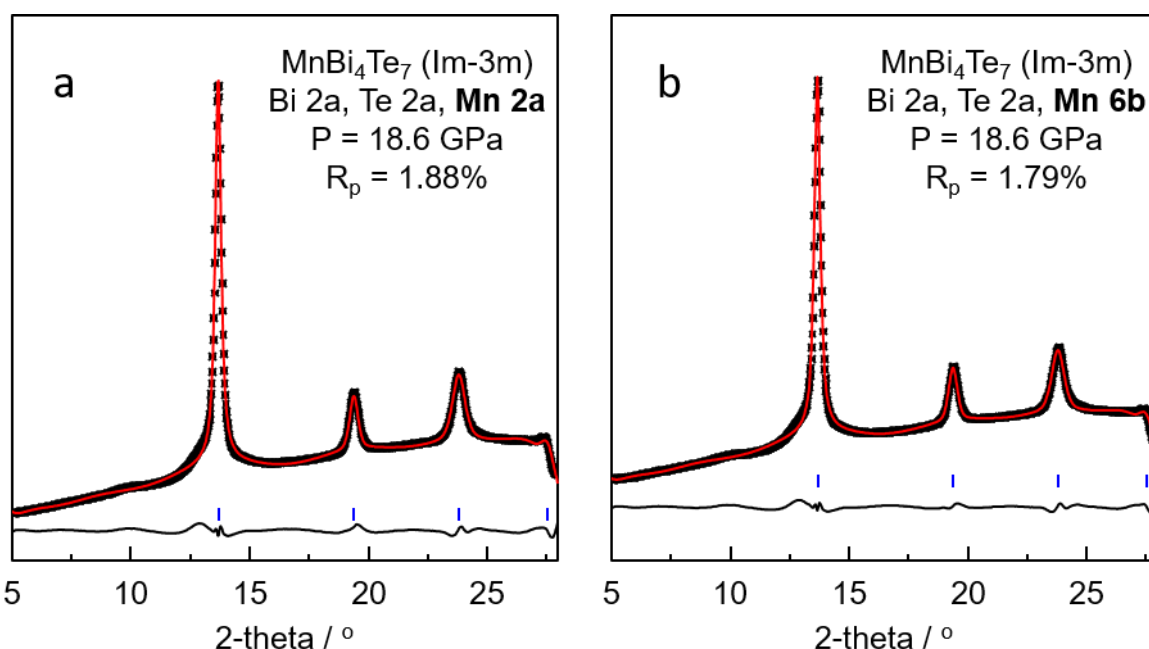 a
MnBi₄Te₇ (Im-3m)
Bi 2a, Te 2a, Mn 2a
P = 18.6 GPa
Rₚ = 1.88%
5 10 15 20 25
2-theta / °
b
MnBi₄Te₇ (Im-3m)
Bi 2a, Te 2a, Mn 6b
P = 18.6 GPa
Rₚ = 1.79%
5 10 15 20 25
2-theta / °